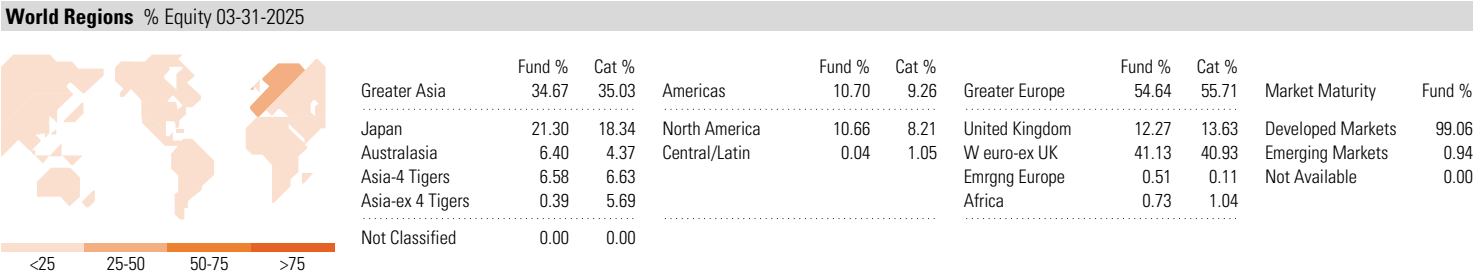 World Regions % Equity 03-31-2025
<25 25-50 50-75 >75
Fund % Cat %
Greater Asia 34.67 35.03
Japan 21.30 18.34
Australasia 6.40 4.37
Asia-4 Tigers 6.58 6.63
Asia-ex 4 Tigers 0.39 5.69
Not Classified 0.00 0.00
Fund % Cat %
Americas 10.70 9.26
North America 10.66 8.21
Central/Latin 0.04 1.05
Fund % Cat %
Greater Europe 54.64 55.71
United Kingdom 12.27 13.63
W euro-ex UK 41.13 40.93
Emrgng Europe 0.51 0.11
Africa 0.73 1.04
Market Maturity Fund %
Developed Markets 99.06
Emerging Markets 0.94
Not Available 0.00